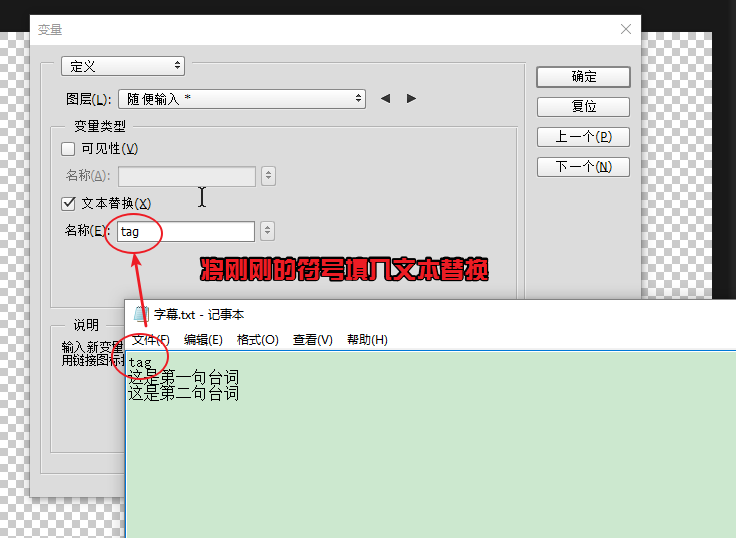 变量
定义
图层(L):
随便输入 *
变量类型
可见性(V)
名称(A):
文本替换(X)
名称(E):
tag
确定
复位
上一个(P)
下一个(N)
将刚刚的符号填几文本替换
说明
输入新变量
用链接图标
字幕.txt - 记事本
文件(F) 编辑(E) 格式(O) 查看(V) 帮助(H)
tag
这是第一句台词
这是第二句台词